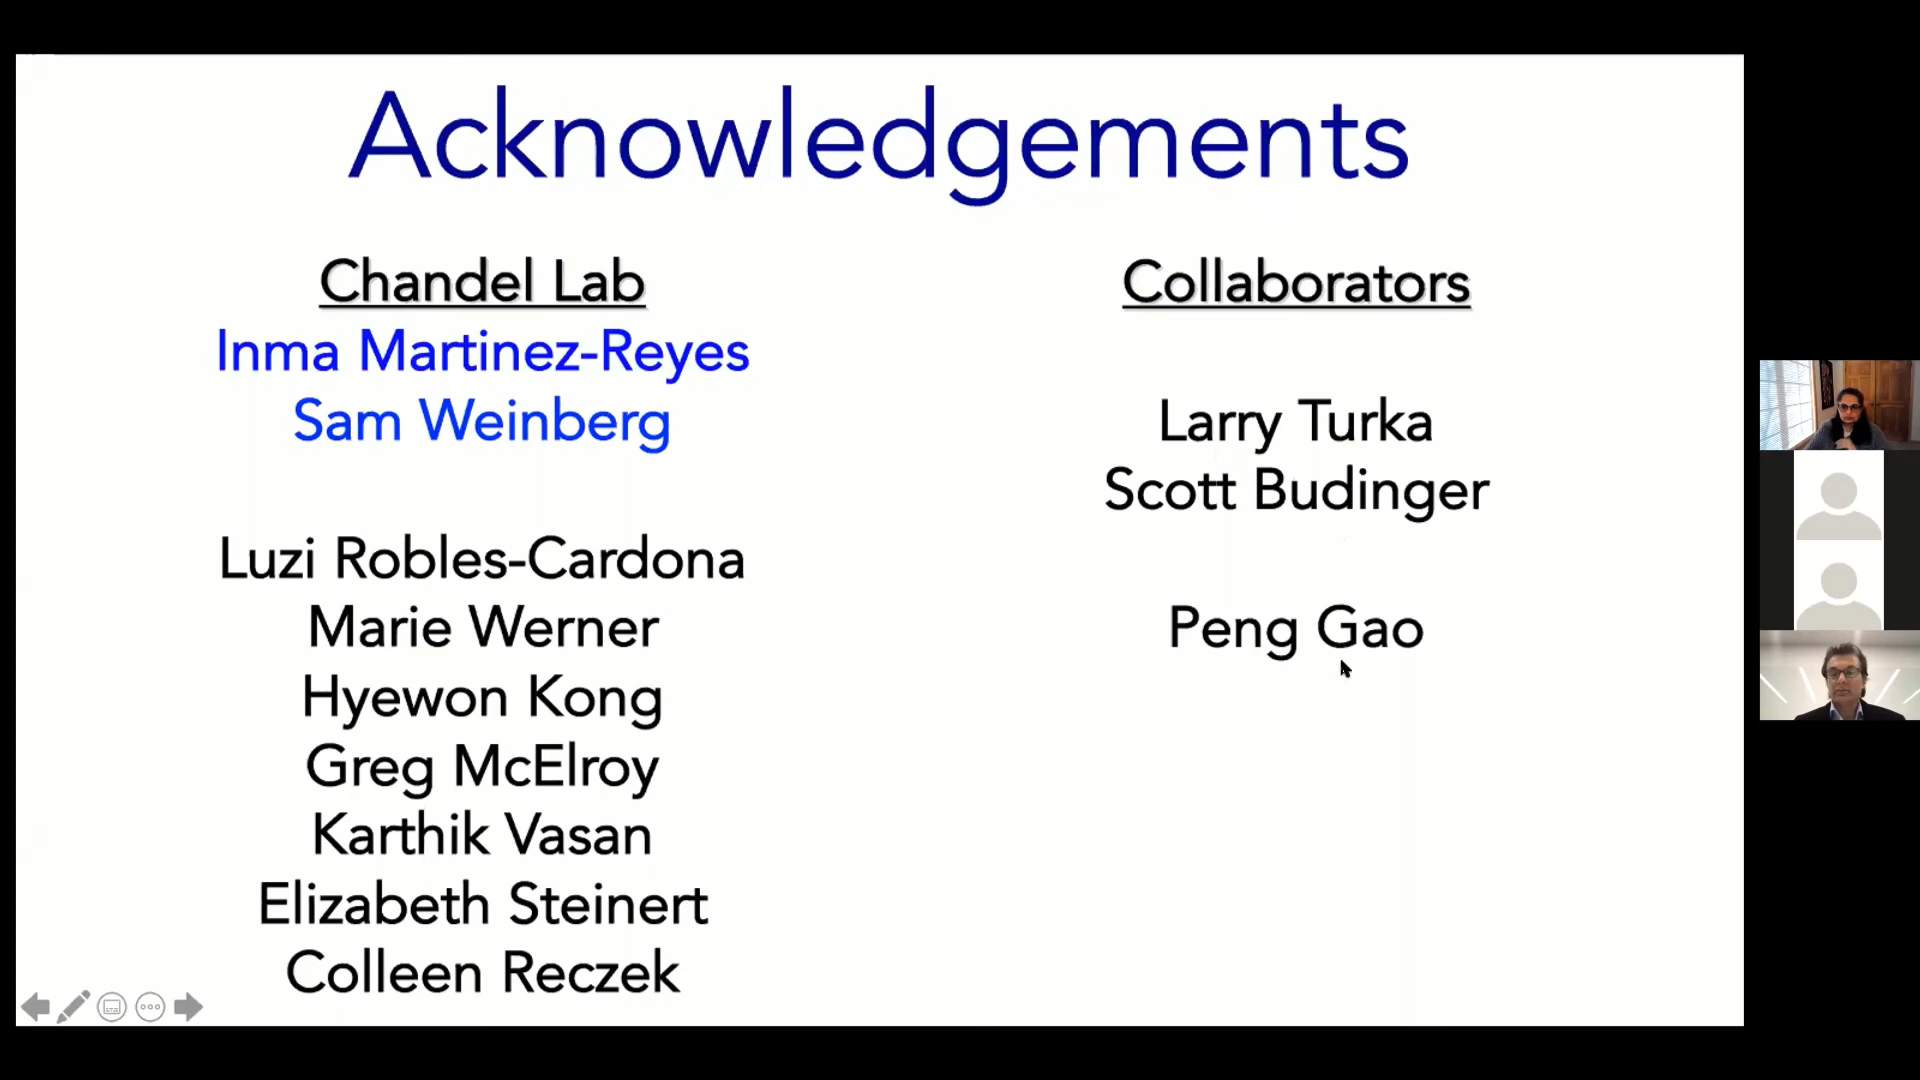 Acknowledgements
Chandel Lab
Inma Martinez-Reyes
Sam Weinberg
Luzi Robles-Cardona
Marie Werner
Hyewon Kong
Greg McElroy
Karthik Vasan
Elizabeth Steinert
Colleen Reczek
Collaborators
Larry Turka
Scott Budinger
Peng Gao